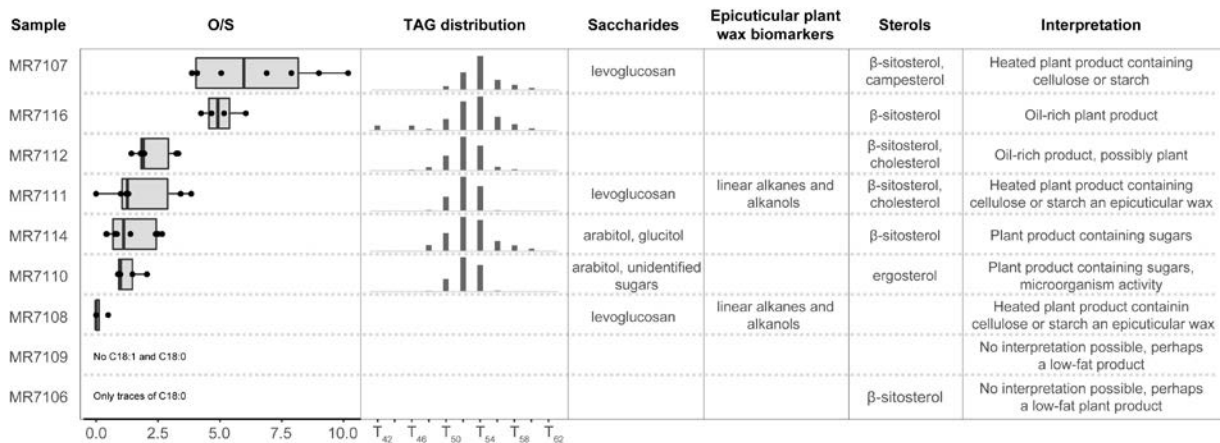 Sample O/S TAG distribution Saccharides Epicuticular plant wax biomarkers Sterols Interpretation
MR7107 levoglucosan β-sitosterol, campesterol Heated plant product containing cellulose or starch
MR7116 β-sitosterol Oil-rich plant product
MR7112 β-sitosterol, cholesterol Oil-rich product, possibly plant
MR7111 levoglucosan linear alkanes and alkanols β-sitosterol, cholesterol Heated plant product containing cellulose or starch an epicuticular wax
MR7114 arabitol, glucitol β-sitosterol Plant product containing sugars
MR7110 arabitol, unidentified sugars ergosterol Plant product containing sugars, microorganism activity
MR7108 levoglucosan linear alkanes and alkanols Heated plant product containin cellulose or starch an epicuticular wax
MR7109 No C18:1 and C18:0 No interpretation possible, perhaps a low-fat product
MR7106 Only traces of C18:0 β-sitosterol No interpretation possible, perhaps a low-fat plant product
0.0 2.5 5.0 7.5 10.0 T42 T46 T50 T54 T58 T62